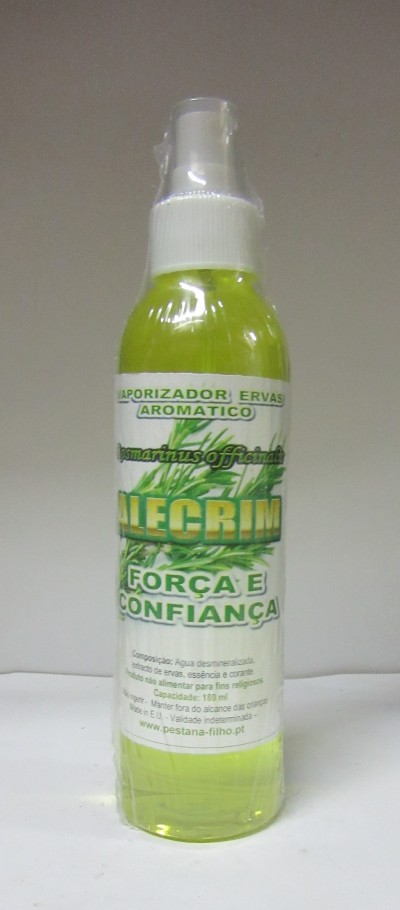 VAPORIZADOR ERVAS
AROMATICO
Rosmarinus officinalis
ALECRIM
FORÇA E
CONFIANÇA
Composição: Agua desmineralizada,
extracto de ervas, essência e corante.
Produto não alimentar para fins religiosos.
Capacidade: 169 ml
Não ingerir - Manter fora do alcance das crianças
Made in E.U. - Validade indeterminada -
www.pestana-filho.pt